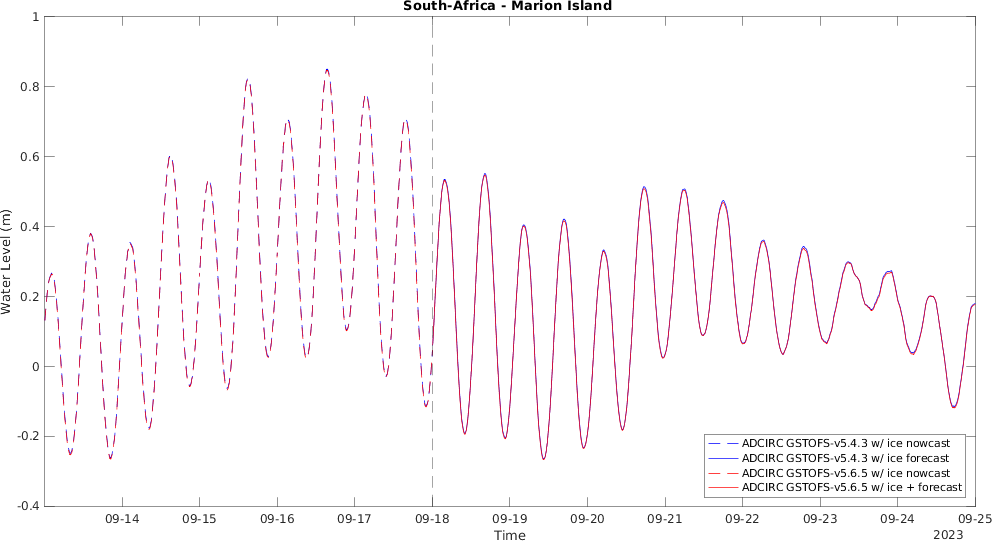 South-Africa - Marion Island
Water Level (m)
1
0.8
0.6
0.4
0.2
0
-0.2
-0.4
ADCIRC GSTOFS-v5.4.3 w/ ice nowcast
ADCIRC GSTOFS-v5.4.3 w/ ice forecast
ADCIRC GSTOFS-v5.6.5 w/ ice nowcast
ADCIRC GSTOFS-v5.6.5 w/ ice + forecast
09-14 09-15 09-16 09-17 09-18 09-19 09-20 09-21 09-22 09-23 09-24 09-25
Time
2023